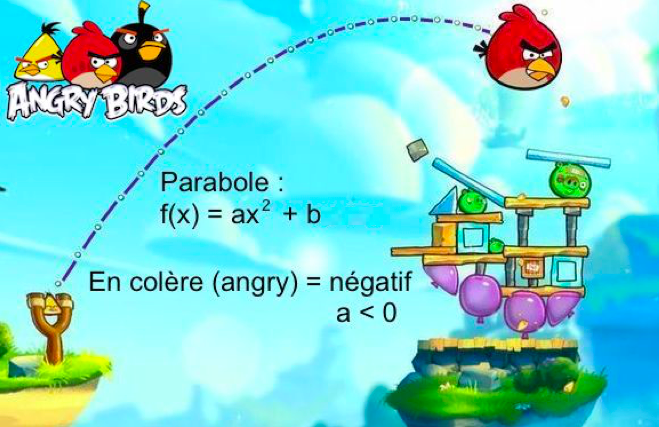 ANGRY BIRDS
Parabole :
f(x) = ax² + b
En colère (angry) = négatif
a < 0